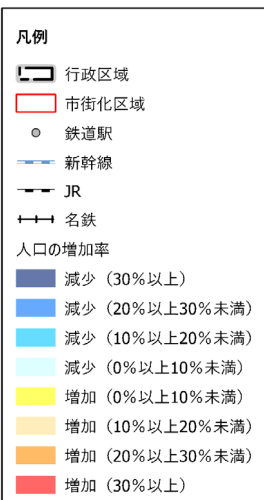 凡例
行政区域
市街化区域
鉄道駅
新幹線
JR
名鉄
人口の増加率
減少（30%以上）
減少（20%以上30%未満）
減少（10%以上20%未満）
減少（0%以上10%未満）
増加（0%以上10%未満）
増加（10%以上20%未満）
増加（20%以上30%未満）
増加（30%以上）